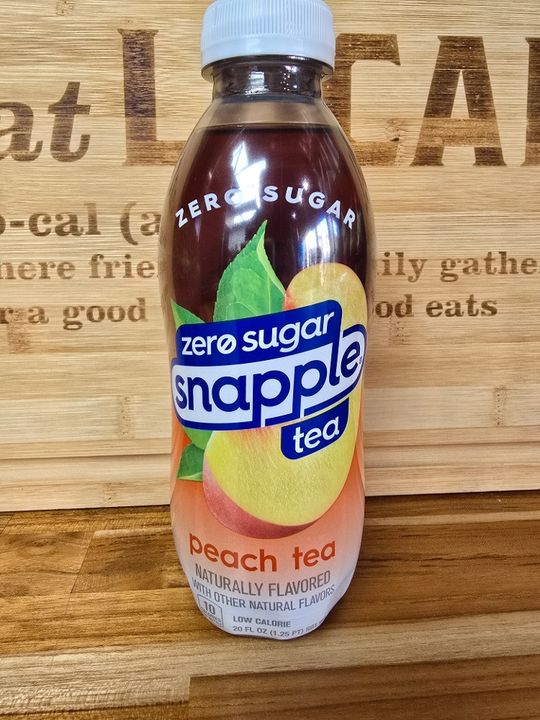 at LOCAL
o-cal (a
here frie ily gathe
r a good od eats
ZERO SUGAR
zerø sugar
snapple
tea
peach tea
NATURALLY FLAVORED
WITH OTHER NATURAL FLAVORS
10
LOW CALORIE
20 FL OZ (1.25 PT)